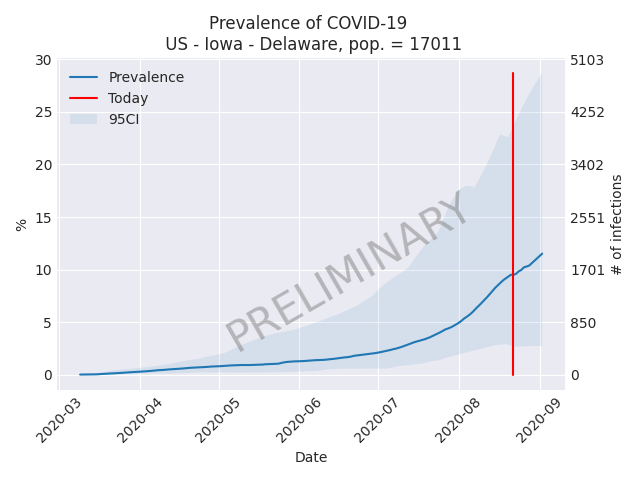 Prevalence of COVID-19
US - Iowa - Delaware, pop. = 17011
Prevalence
Today
95CI
PRELIMINARY
30
25
20
15
10
5
0
%
5103
4252
3402
2551
1701
850
0
# of infections
2020-03
2020-04
2020-05
2020-06
2020-07
2020-08
2020-09
Date